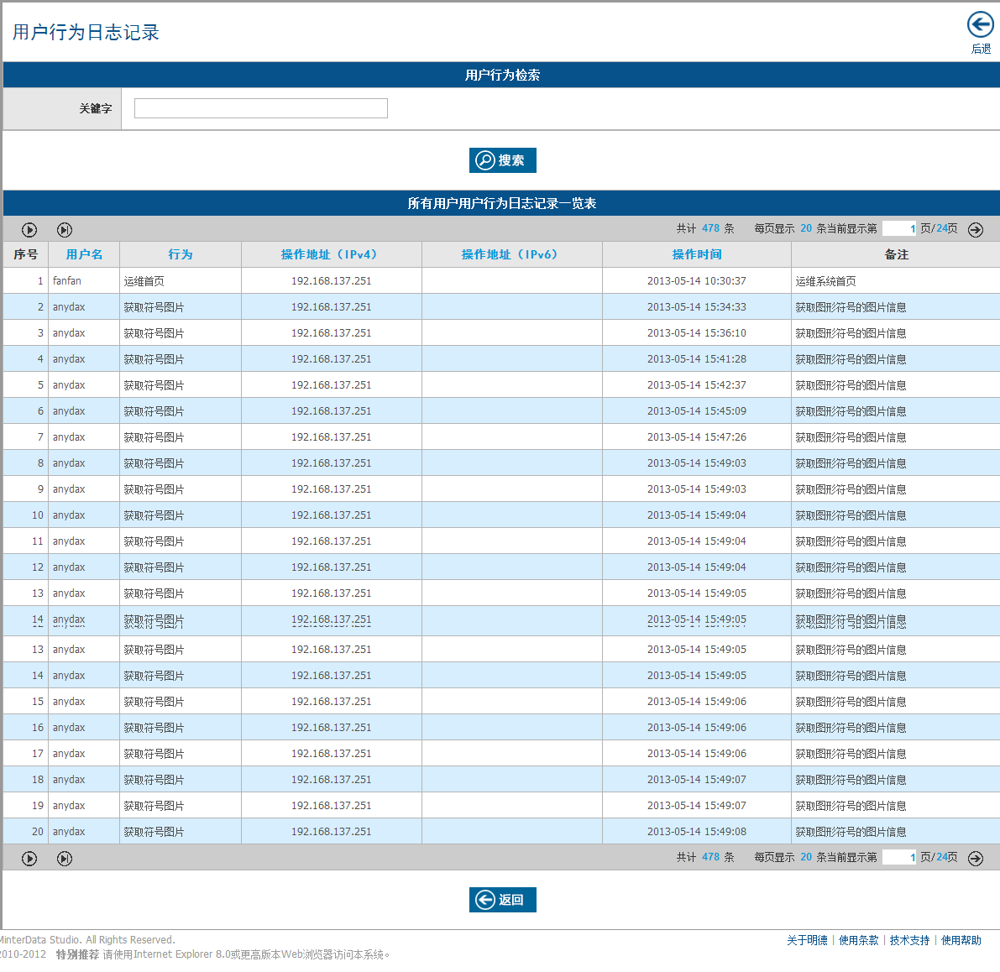 用户行为日志记录
后退
用户行为检索
关键字
搜索
所有用户用户行为日志记录一览表
共计 478 条 每页显示 20 条当前显示第 1 页/24页
序号 用户名 行为 操作地址（IPv4） 操作地址（IPv6） 操作时间 备注
1 fanfan 运维首页 192.168.137.251 2013-05-14 10:30:37 运维系统首页
2 anydax 获取符号图片 192.168.137.251 2013-05-14 15:34:33 获取图形符号的图片信息
3 anydax 获取符号图片 192.168.137.251 2013-05-14 15:36:10 获取图形符号的图片信息
4 anydax 获取符号图片 192.168.137.251 2013-05-14 15:41:28 获取图形符号的图片信息
5 anydax 获取符号图片 192.168.137.251 2013-05-14 15:42:37 获取图形符号的图片信息
6 anydax 获取符号图片 192.168.137.251 2013-05-14 15:45:09 获取图形符号的图片信息
7 anydax 获取符号图片 192.168.137.251 2013-05-14 15:47:26 获取图形符号的图片信息
8 anydax 获取符号图片 192.168.137.251 2013-05-14 15:49:03 获取图形符号的图片信息
9 anydax 获取符号图片 192.168.137.251 2013-05-14 15:49:03 获取图形符号的图片信息
10 anydax 获取符号图片 192.168.137.251 2013-05-14 15:49:04 获取图形符号的图片信息
11 anydax 获取符号图片 192.168.137.251 2013-05-14 15:49:04 获取图形符号的图片信息
12 anydax 获取符号图片 192.168.137.251 2013-05-14 15:49:04 获取图形符号的图片信息
13 anydax 获取符号图片 192.168.137.251 2013-05-14 15:49:05 获取图形符号的图片信息
14 anydax 获取符号图片 192.168.137.251 2013-05-14 15:49:05 获取图形符号的图片信息
13 anydax 获取符号图片 192.168.137.251 2013-05-14 15:49:05 获取图形符号的图片信息
14 anydax 获取符号图片 192.168.137.251 2013-05-14 15:49:05 获取图形符号的图片信息
15 anydax 获取符号图片 192.168.137.251 2013-05-14 15:49:06 获取图形符号的图片信息
16 anydax 获取符号图片 192.168.137.251 2013-05-14 15:49:06 获取图形符号的图片信息
17 anydax 获取符号图片 192.168.137.251 2013-05-14 15:49:06 获取图形符号的图片信息
18 anydax 获取符号图片 192.168.137.251 2013-05-14 15:49:07 获取图形符号的图片信息
19 anydax 获取符号图片 192.168.137.251 2013-05-14 15:49:07 获取图形符号的图片信息
20 anydax 获取符号图片 192.168.137.251 2013-05-14 15:49:08 获取图形符号的图片信息
共计 478 条 每页显示 20 条当前显示第 1 页/24页
返回
MinterData Studio. All Rights Reserved. 关于明德 | 使用条款 | 技术支持 | 使用帮助
2010-2012 特别推荐 请使用Internet Explorer 8.0或更高版本Web浏览器访问本系统。